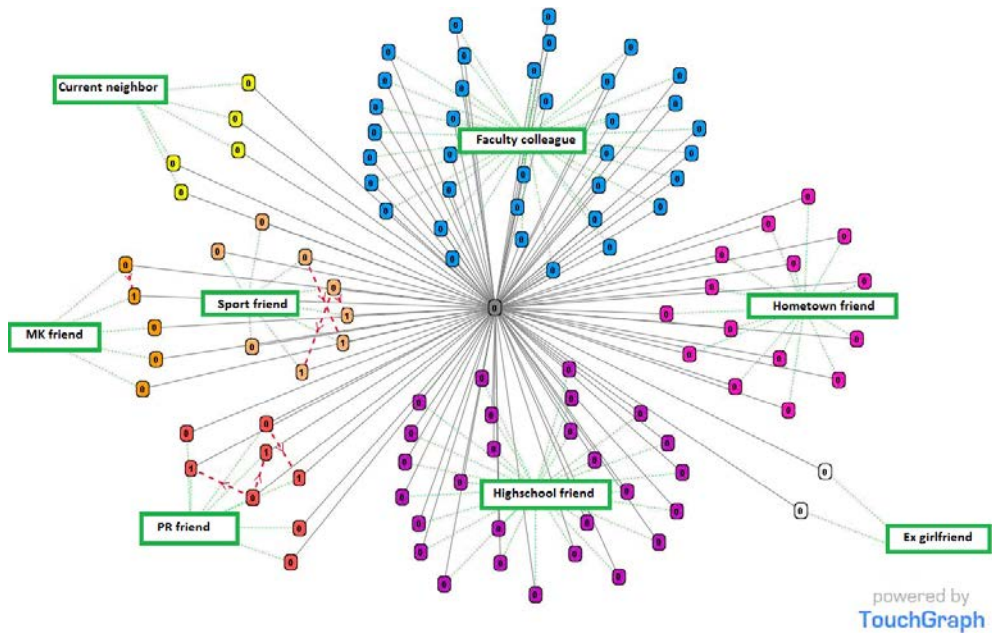 Current neighbor
Faculty colleague
Sport friend
Hometown friend
MK friend
Highschool friend
PR friend
Ex girlfriend
powered by
TouchGraph